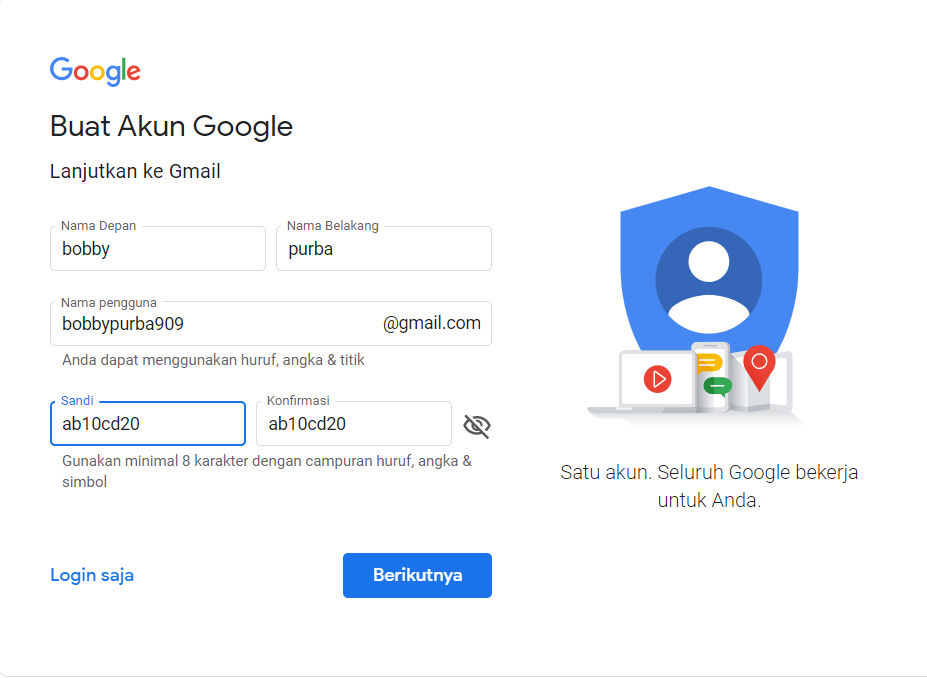 Google
Buat Akun Google
Lanjutkan ke Gmail
Nama Depan
bobby
Nama Belakang
purba
Nama pengguna
bobbypurba909
@gmail.com
Anda dapat menggunakan huruf, angka & titik
Sandi
ab10cd20
Konfirmasi
ab10cd20
Gunakan minimal 8 karakter dengan campuran huruf, angka &
simbol
Login saja
Berikutnya
Satu akun. Seluruh Google bekerja
untuk Anda.